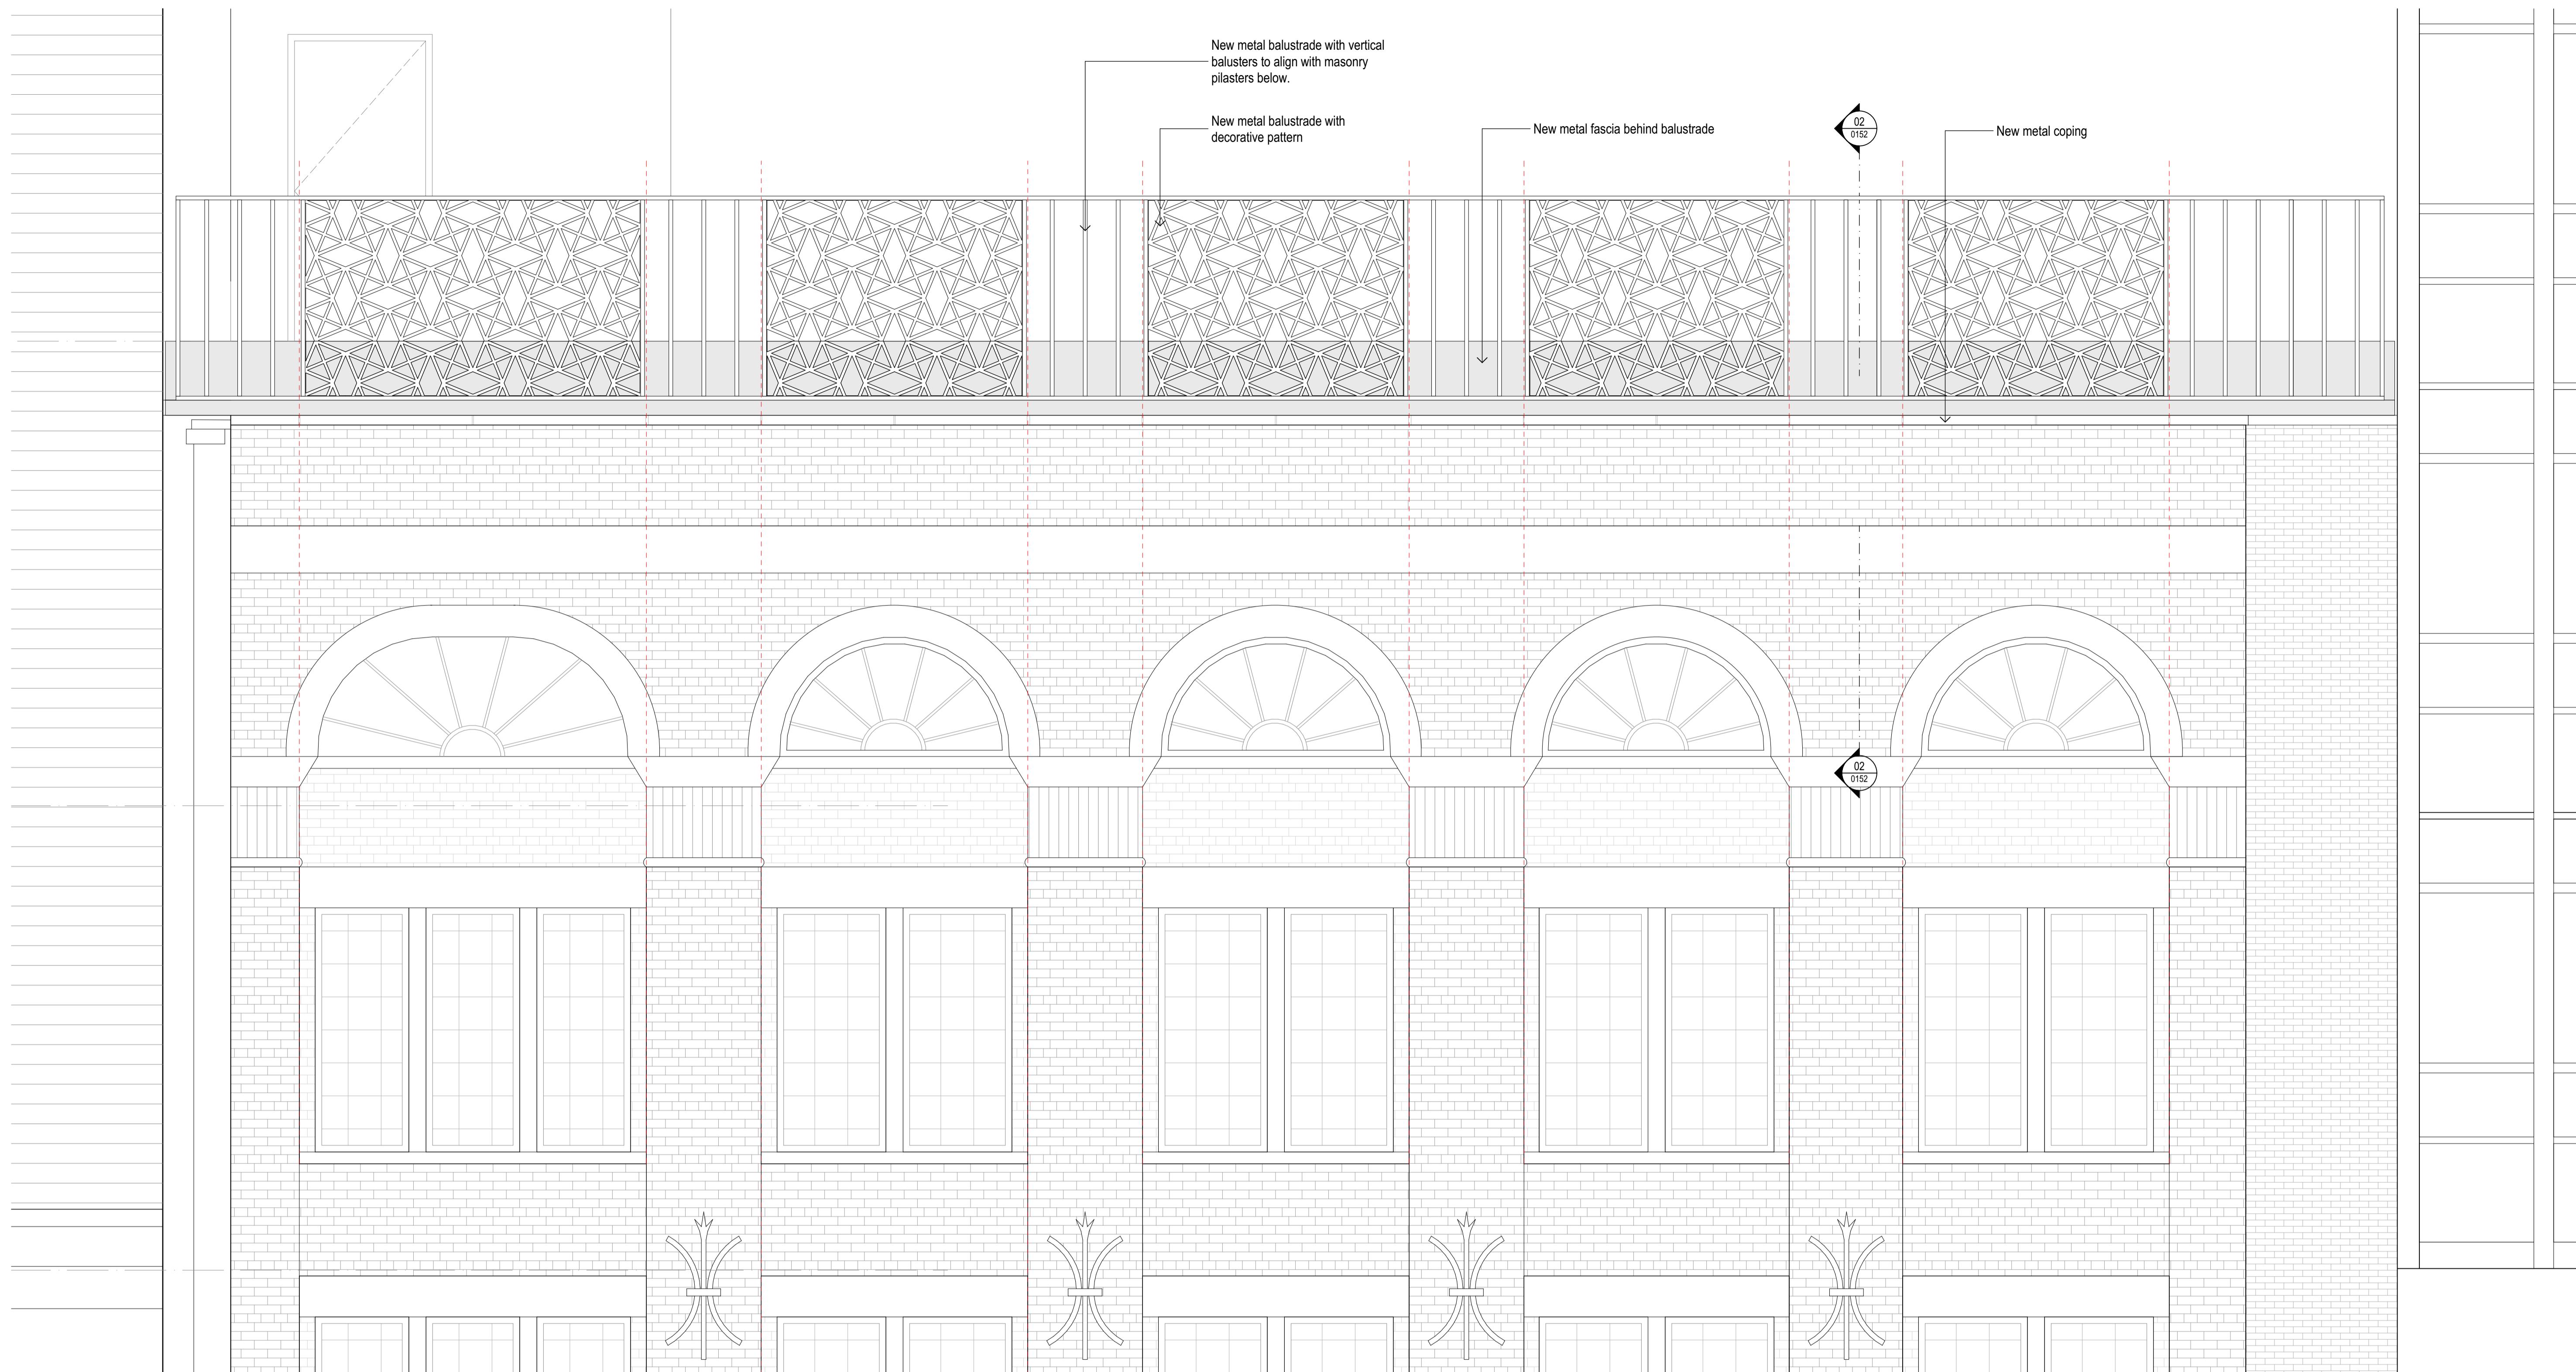 New metal balustrade with vertical
balusters to align with masonry
pilasters below.
New metal balustrade with
decorative pattern
New metal fascia behind balustrade
02
0152
New metal coping
02
0152